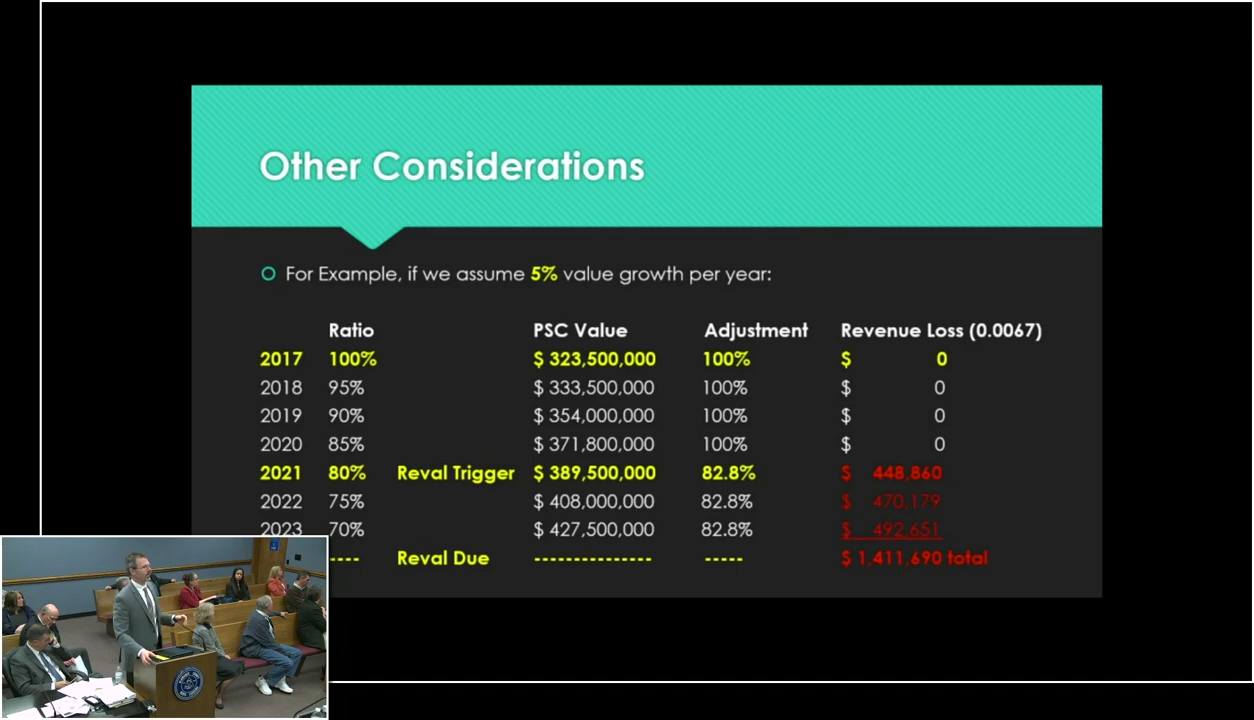 Other Considerations
For Example, if we assume 5% value growth per year:
Ratio PSC Value Adjustment Revenue Loss (0.0067)
2017 100% $ 323,500,000 100% $ 0
2018 95% $ 333,500,000 100% $ 0
2019 90% $ 354,000,000 100% $ 0
2020 85% $ 371,800,000 100% $ 0
2021 80% Reval Trigger $ 389,500,000 82.8% $ 448,860
2022 75% $ 408,000,000 82.8% $ 470,179
2023 70% $ 427,500,000 82.8% $ 492,651
---- Reval Due -------------- ----- $ 1,411,690 total